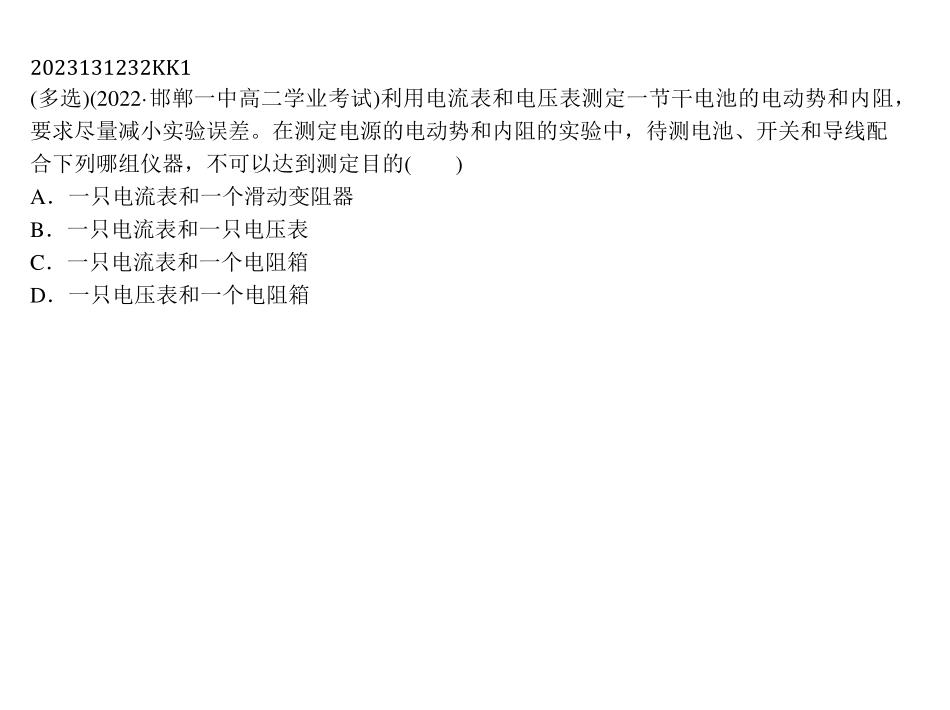 2023131232KK1
(多选)(2022·邯郸一中高二学业考试)利用电流表和电压表测定一节干电池的电动势和内阻，
要求尽量减小实验误差。在测定电源的电动势和内阻的实验中，待测电池、开关和导线配
合下列哪组仪器，不可以达到测定目的(　　)
A．一只电流表和一个滑动变阻器
B．一只电流表和一只电压表
C．一只电流表和一个电阻箱
D．一只电压表和一个电阻箱